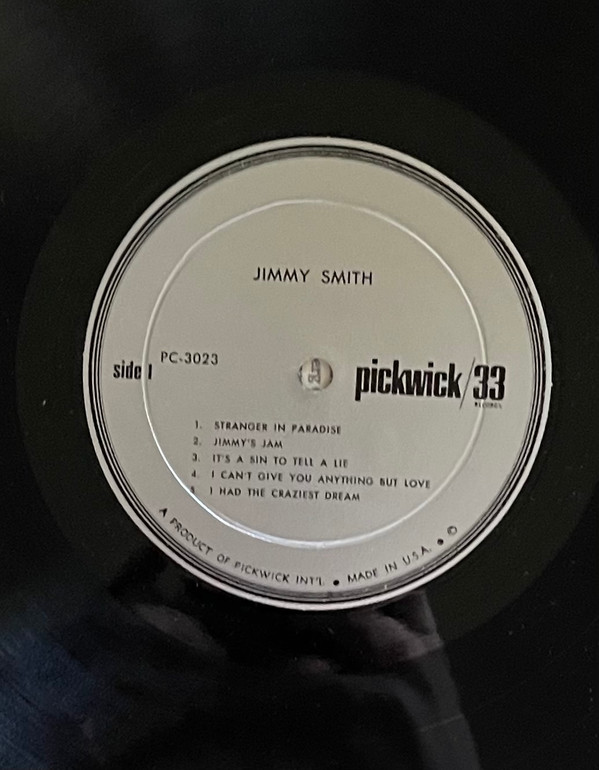 JIMMY SMITH
PC-3023
side 1
pickwick/33
RECORDS
1. STRANGER IN PARADISE
2. JIMMY'S JAM
3. IT'S A SIN TO TELL A LIE
4. I CAN'T GIVE YOU ANYTHING BUT LOVE
5. I HAD THE CRAZIEST DREAM
A PRODUCT OF PICKWICK INT'L. ● MADE IN U.S.A. ● ©